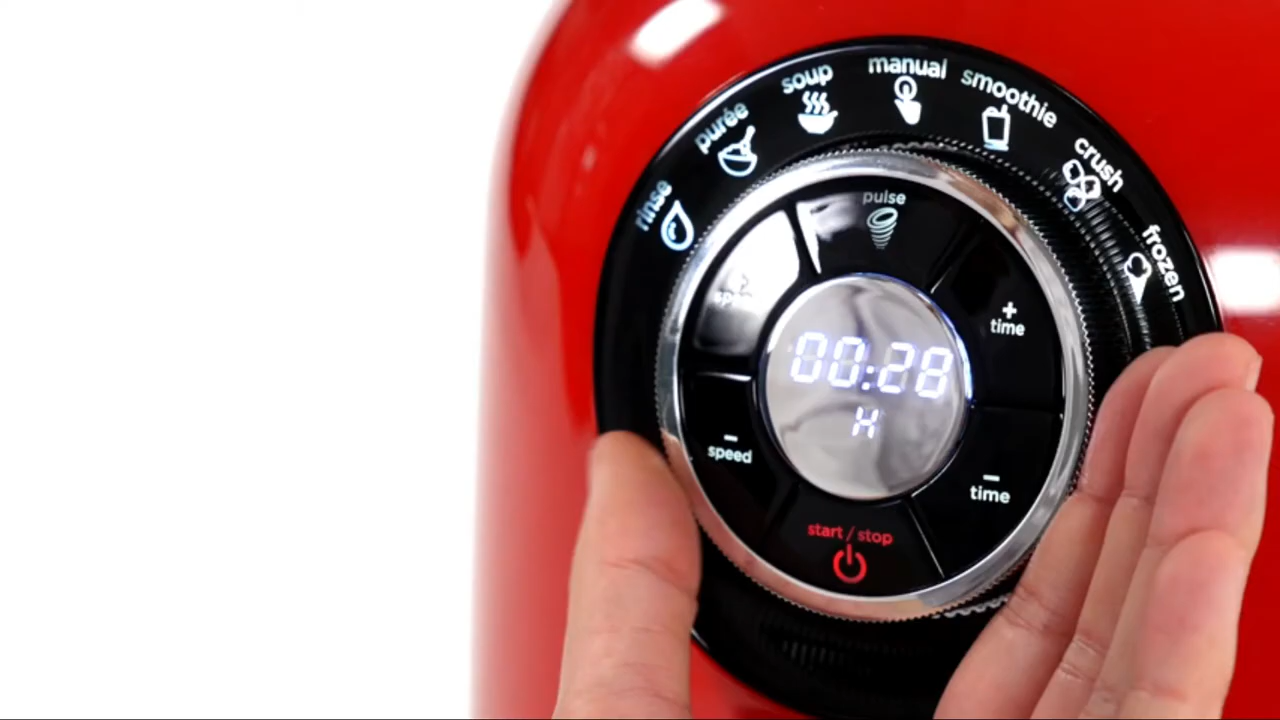 rinse
purée
soup
manual
smoothie
crush
frozen
pulse
+
time
00:28
H
-
speed
-
time
start / stop